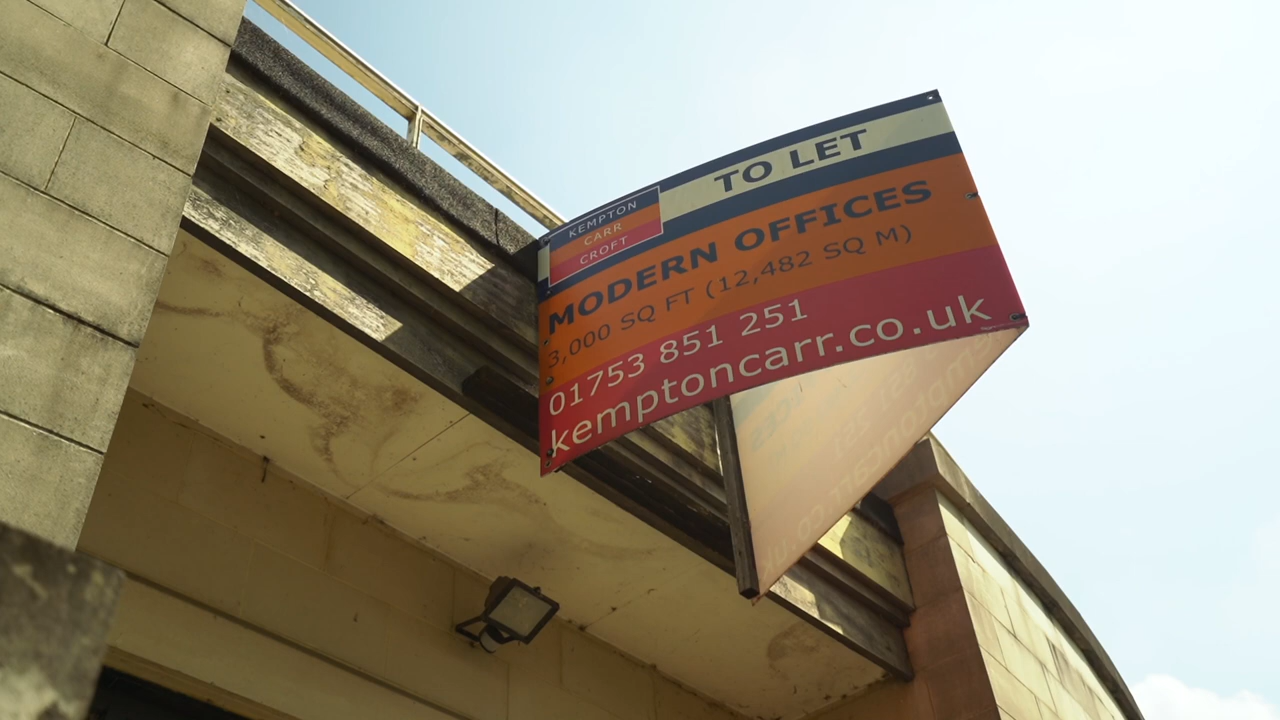 TO LET
KEMPTON
CARR
CROFT
MODERN OFFICES
3,000 SQ FT (12,482 SQ M)
01753 851 251
kemptoncarr.co.uk